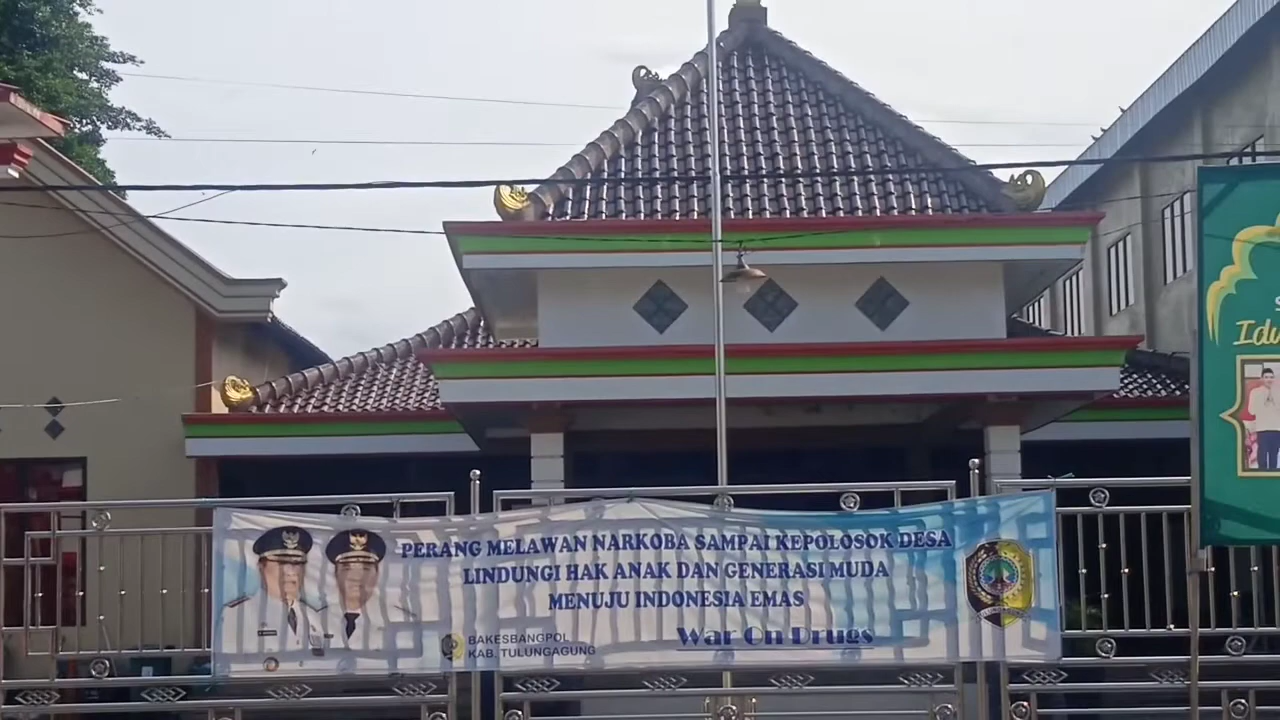 PERANG MELAWAN NARKOBA SAMPAI KEPOLOSOK DESA
LINDUNGI HAK ANAK DAN GENERASI MUDA
MENUJU INDONESIA EMAS
War On Drugs
BAKESBANGPOL
KAB. TULUNGAGUNG